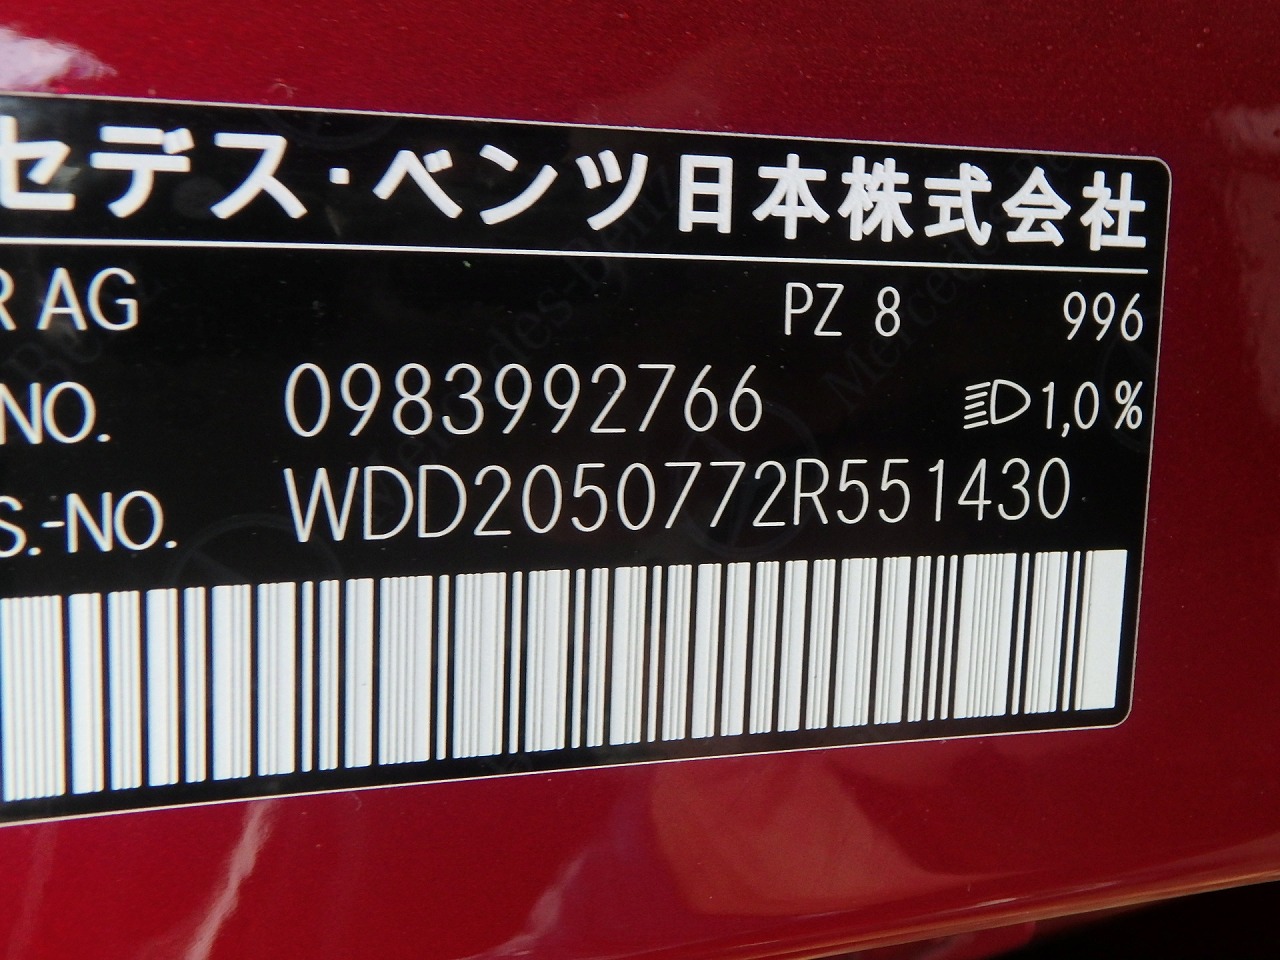 セデス・ベンツ日本株式会社
R AG PZ 8 996
NO. 0983992766 1,0 %
S.-NO. WDD2050772R551430